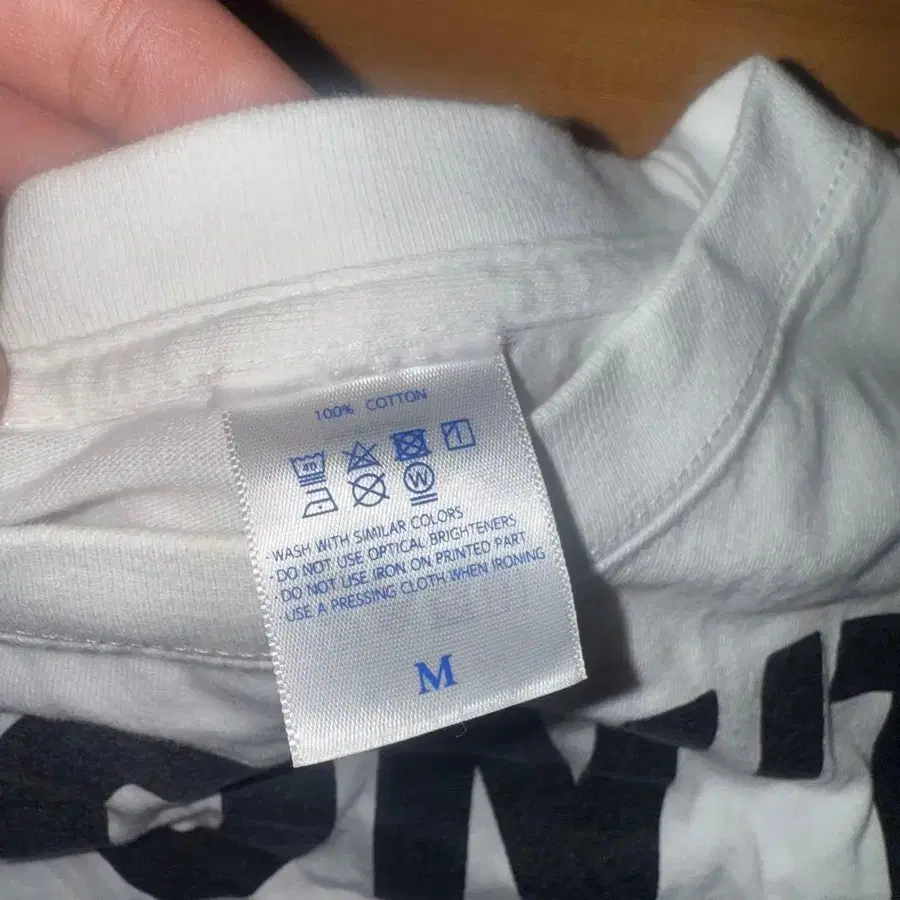 100% COTTON
40
W
- WASH WITH SIMILAR COLORS
- DO NOT USE OPTICAL BRIGHTENERS
- DO NOT USE IRON ON PRINTED PART
USE A PRESSING CLOTH WHEN IRONING
M